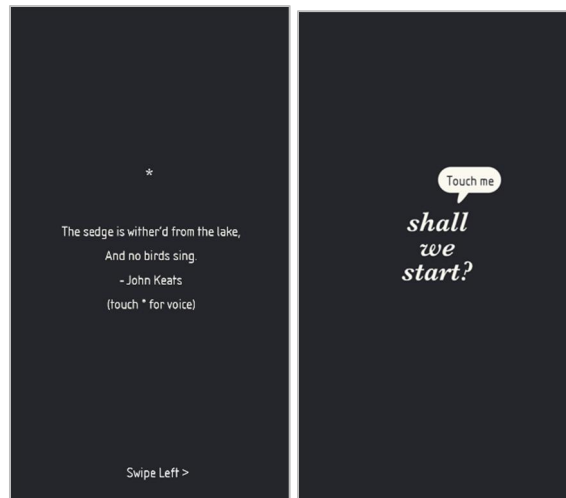 *
The sedge is wither'd from the lake,
And no birds sing.
- John Keats
(touch * for voice)
Swipe Left >
Touch me
shall
we
start?